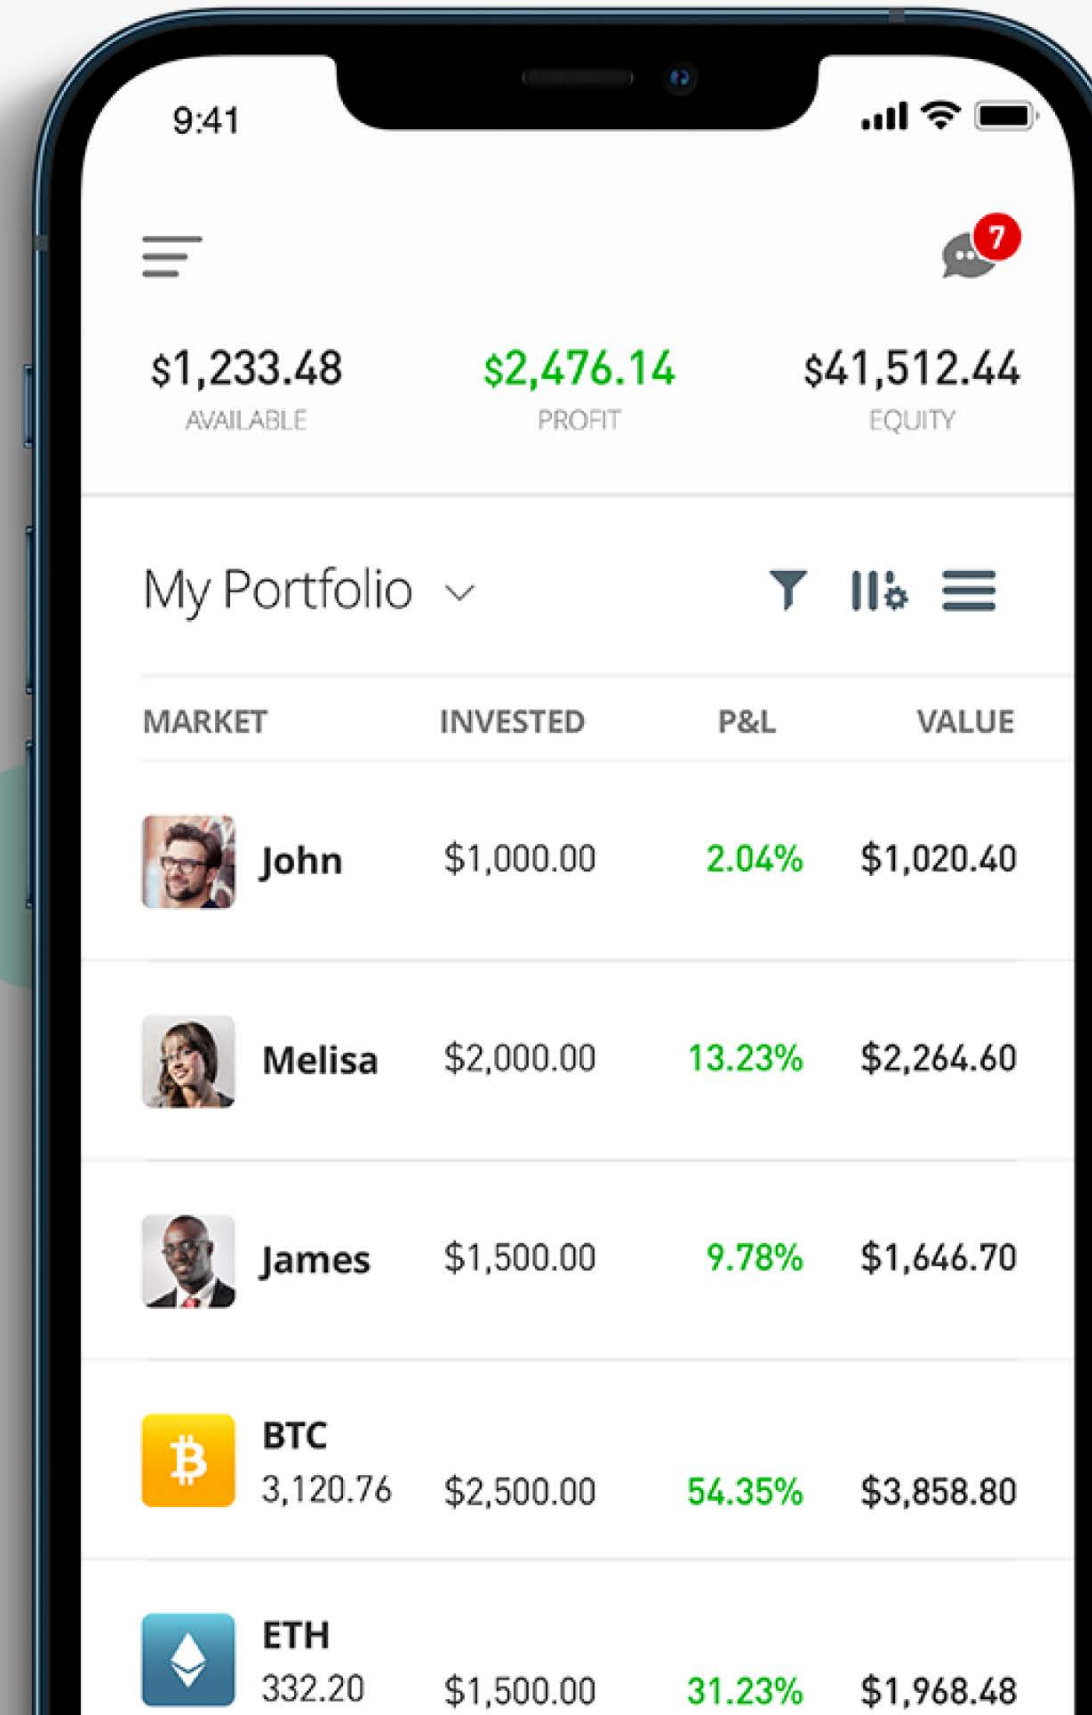 9:41
7
$1,233.48 $2,476.14 $41,512.44
AVAILABLE PROFIT EQUITY
My Portfolio
MARKET INVESTED P&L VALUE
John $1,000.00 2.04% $1,020.40
Melisa $2,000.00 13.23% $2,264.60
James $1,500.00 9.78% $1,646.70
BTC
3,120.76 $2,500.00 54.35% $3,858.80
ETH
332.20 $1,500.00 31.23% $1,968.48